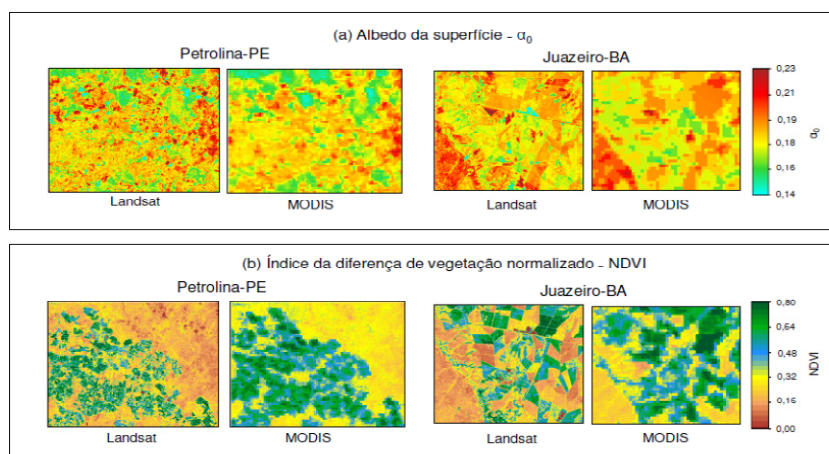 (a) Albedo da superfície - α₀
Petrolina-PE
Juazeiro-BA
Landsat
MODIS
Landsat
MODIS
0,23
0,21
0,19
0,18
0,16
0,14
α₀
(b) Índice da diferença de vegetação normalizado - NDVI
Petrolina-PE
Juazeiro-BA
Landsat
MODIS
Landsat
MODIS
0,80
0,64
0,48
0,32
0,16
0,00
NDVI